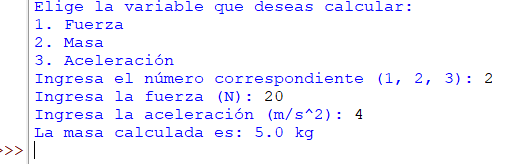 Elige la variable que deseas calcular:
1. Fuerza
2. Masa
3. Aceleración
Ingresa el número correspondiente (1, 2, 3): 2
Ingresa la fuerza (N): 20
Ingresa la aceleración (m/s^2): 4
La masa calculada es: 5.0 kg
>>>